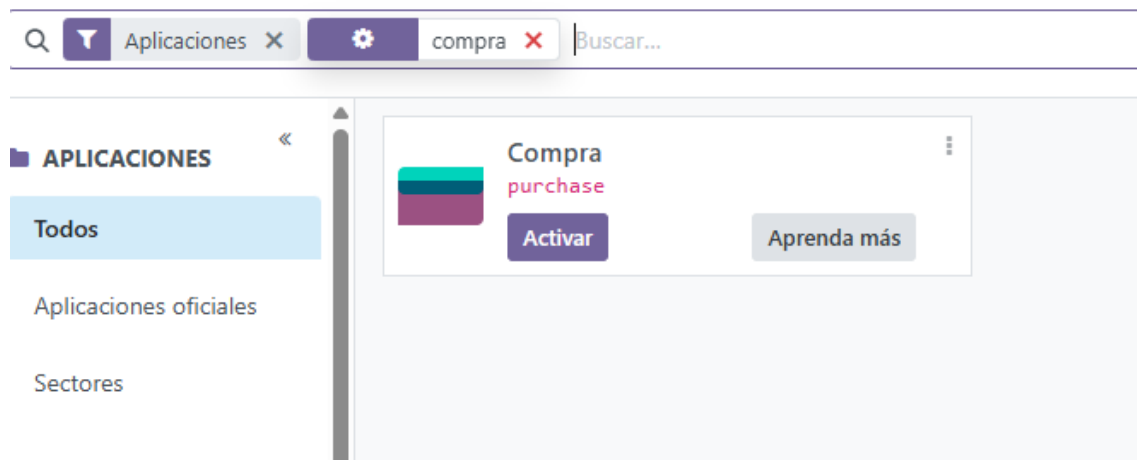 Aplicaciones compra Buscar...
APLICACIONES
Todos
Aplicaciones oficiales
Sectores
Compra
purchase
Activar Aprenda más